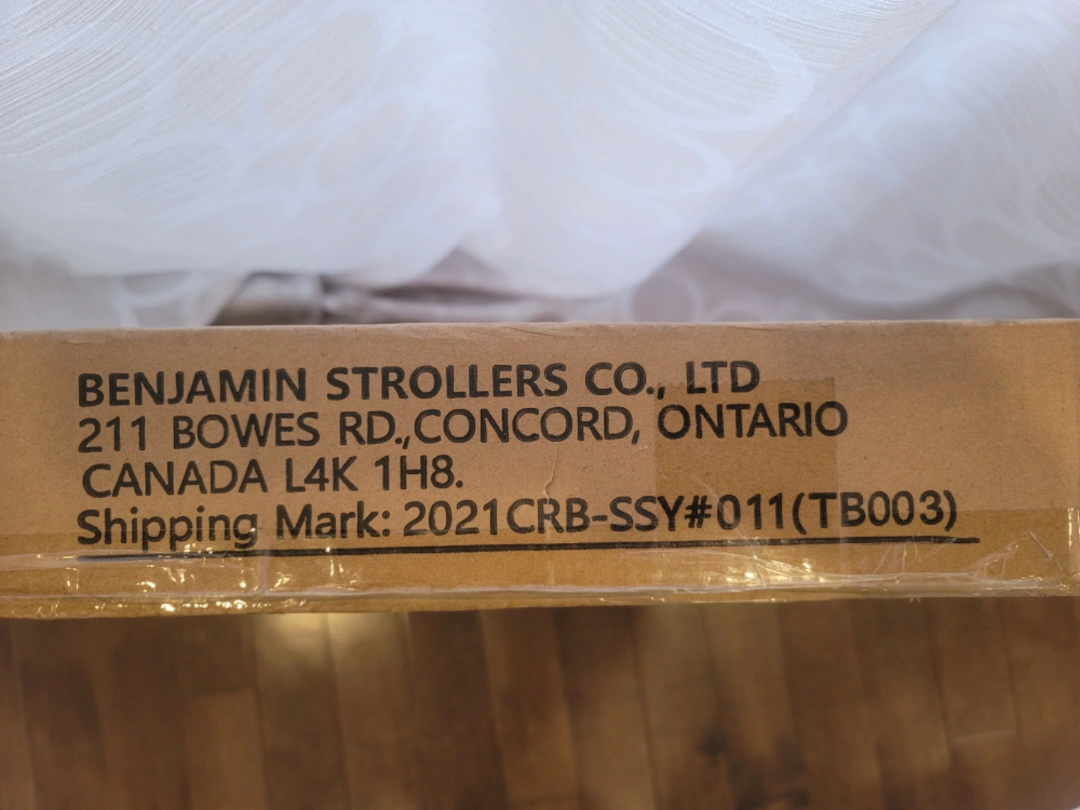 BENJAMIN STROLLERS CO., LTD
211 BOWES RD.,CONCORD, ONTARIO
CANADA L4K 1H8.
Shipping Mark: 2021CRB-SSY#011(TB003)